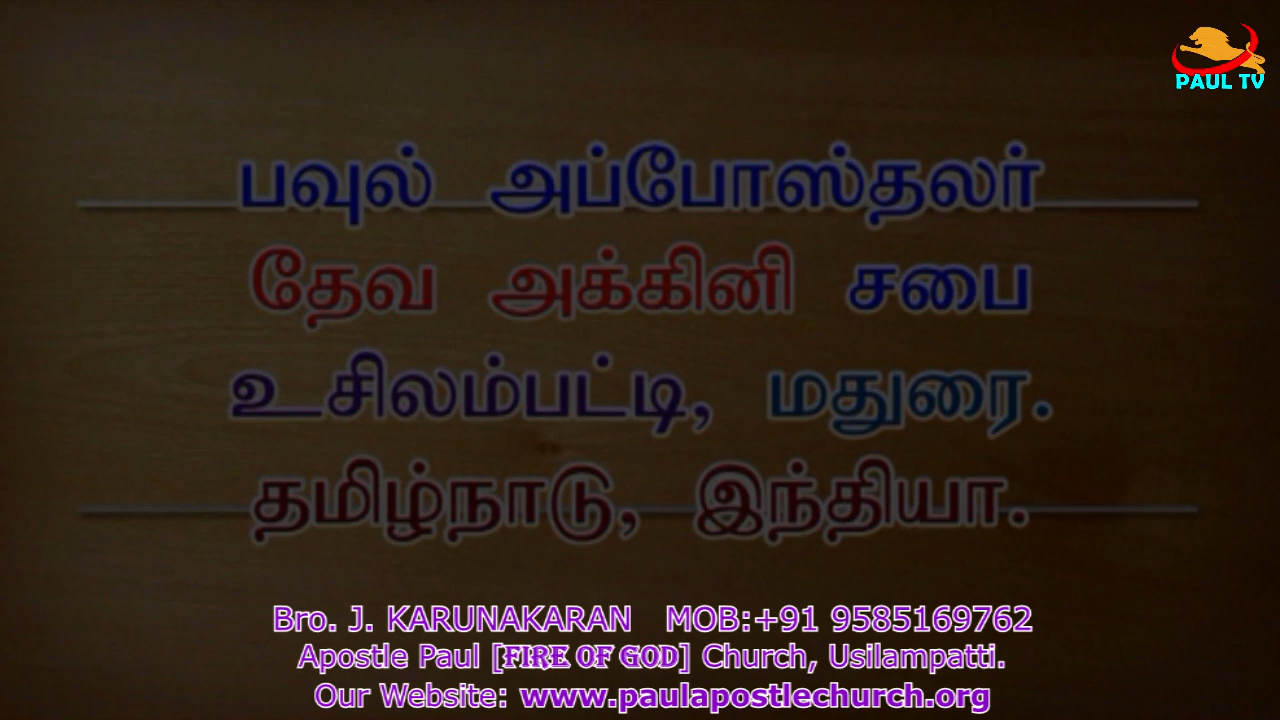 PAUL TV
பவுல் அப்போஸ்தலர்
தேவ அக்கினி சபை
உசிலம்பட்டி, மதுரை.
தமிழ்நாடு, இந்தியா.
Bro. J. KARUNAKARAN MOB:+91 9585169762
Apostle Paul [FIRE OF GOD] Church, Usilampatti.
Our Website: www.paulapostlechurch.org